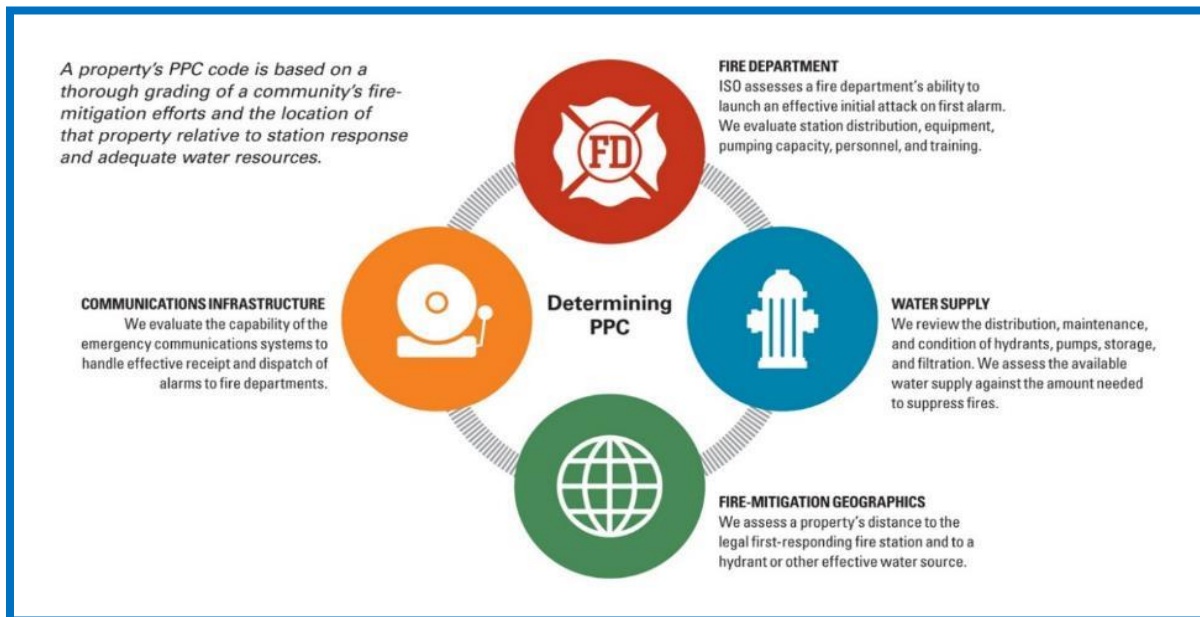 A property's PPC code is based on a
thorough grading of a community's fire-
mitigation efforts and the location of
that property relative to station response
and adequate water resources.
FD
FIRE DEPARTMENT
ISO assesses a fire department's ability to
launch an effective initial attack on first alarm.
We evaluate station distribution, equipment,
pumping capacity, personnel, and training.
COMMUNICATIONS INFRASTRUCTURE
We evaluate the capability of the
emergency communications systems to
handle effective receipt and dispatch of
alarms to fire departments.
Determining
PPC
WATER SUPPLY
We review the distribution, maintenance,
and condition of hydrants, pumps, storage,
and filtration. We assess the available
water supply against the amount needed
to suppress fires.
FIRE-MITIGATION GEOGRAPHICS
We assess a property's distance to the
legal first-responding fire station and to a
hydrant or other effective water source.